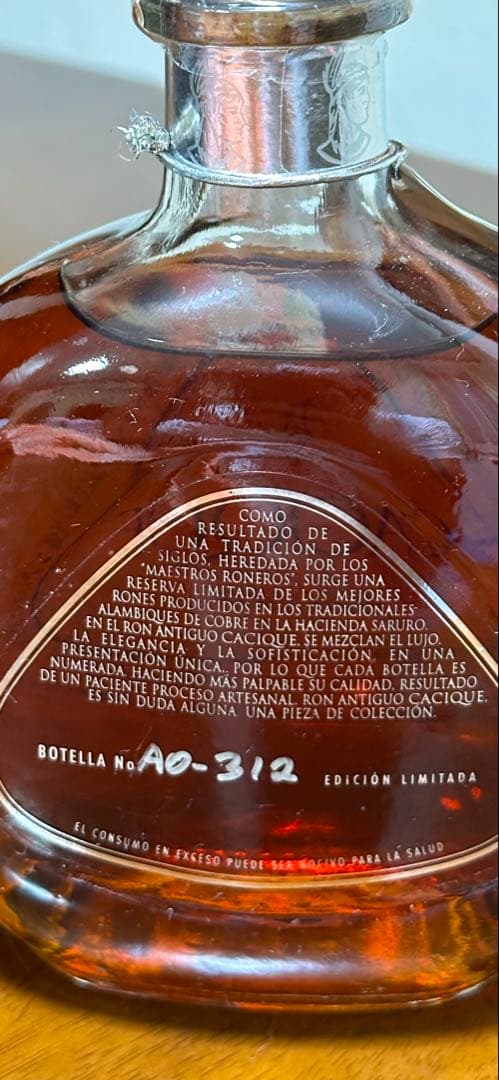 COMO
RESULTADO DE
UNA TRADICIÓN DE
SIGLOS, HEREDADA POR LOS
"MAESTROS RONEROS", SURGE UNA
RESERVA LIMITADA DE LOS MEJORES
RONES PRODUCIDOS EN LOS TRADICIONALES
ALAMBIQUES DE COBRE EN LA HACIENDA SARURO.
EN EL RON ANTIGUO CACIQUE, SE MEZCLAN EL LUJO,
LA ELEGANCIA Y LA SOFISTICACIÓN, EN UNA
PRESENTACIÓN ÚNICA., POR LO QUE CADA BOTELLA ES
NUMERADA, HACIENDO MÁS PALPABLE SU CALIDAD. RESULTADO
DE UN PACIENTE PROCESO ARTESANAL, RON ANTIGUO CACIQUE,
ES SIN DUDA ALGUNA UNA PIEZA DE COLECCIÓN.
BOTELLA No AO-312 EDICIÓN LIMITADA
EL CONSUMO EN EXCESO PUEDE SER NOCIVO PARA LA SALUD